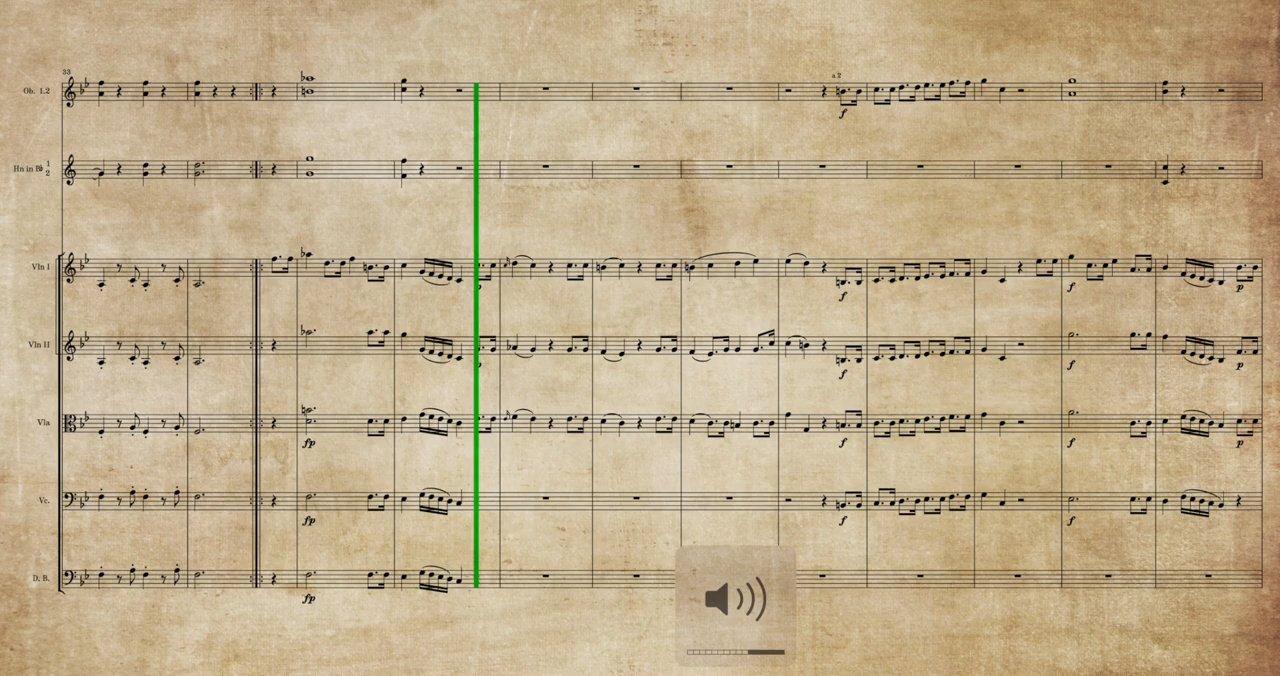 33
Ob. 1.2
a 2
f
Hn in B♭ 1 2
Vln I
p
f
f
p
Vln II
p
f
f
p
Vla
fp
f
f
p
Vc.
fp
f
f
D. B.
fp